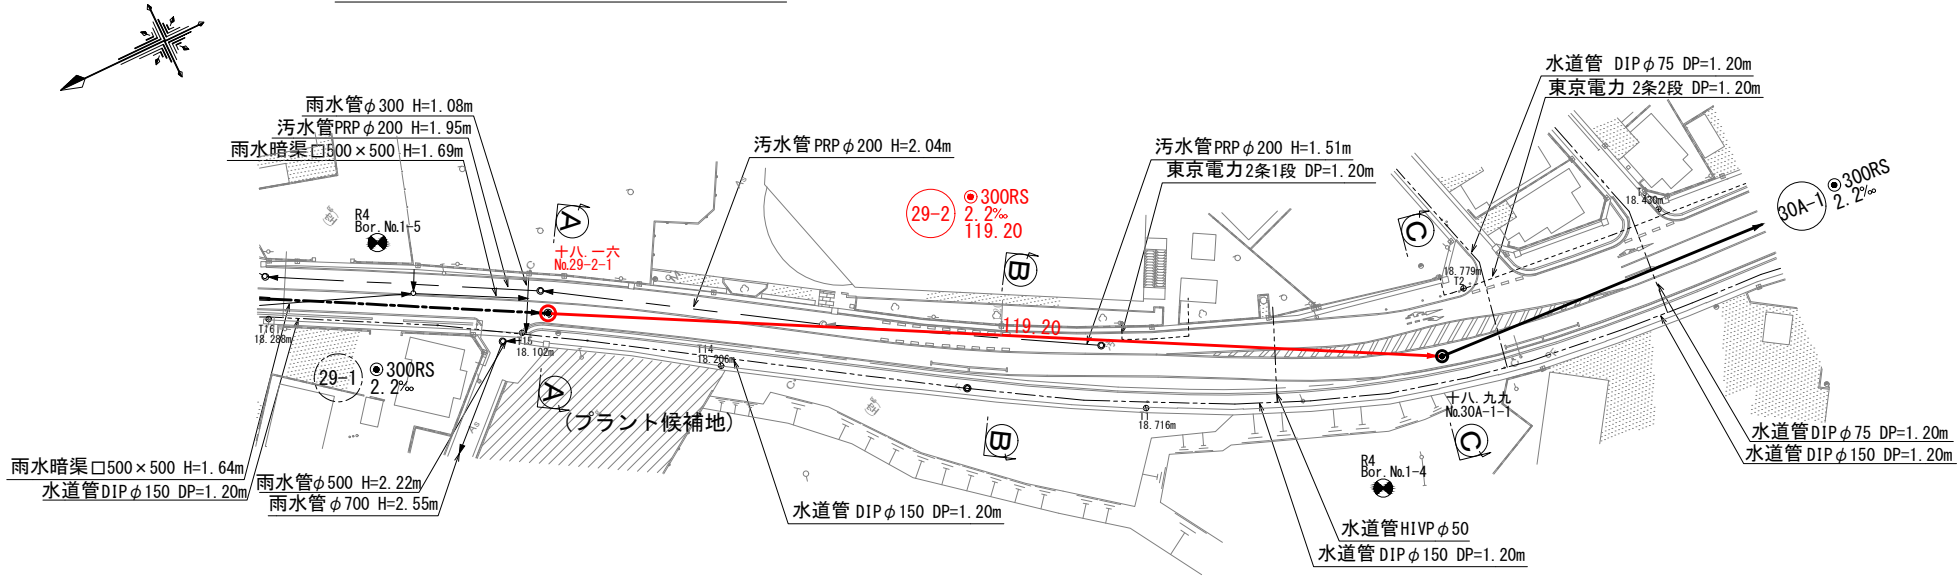 水道管 DIPφ75 DP=1.20m
東京電力 2条2段 DP=1.20m
雨水管φ300 H=1.08m
汚水管PRPφ200 H=1.95m
雨水暗渠□500×500 H=1.69m
汚水管PRPφ200 H=2.04m
汚水管PRPφ200 H=1.51m
東京電力2条1段 DP=1.20m
29-2
300RS
2.2‰
119.20
30A-1
300RS
2.2‰
R4
Bor.No.1-5
A
十八.一六
No.29-2-1
B
C
18.430m
18.779m
T2
119.20
T16
18.288m
T15
18.102m
T14
18.206m
29-1
300RS
2.2‰
A
As
(プラント候補地)
B
T1
18.716m
十八.九九
No.30A-1-1
C
R4
Bor.No.1-4
雨水暗渠□500×500 H=1.64m
水道管DIPφ150 DP=1.20m
雨水管φ500 H=2.22m
雨水管φ700 H=2.55m
水道管DIPφ150 DP=1.20m
水道管HIVPφ50
水道管DIPφ150 DP=1.20m
水道管DIPφ75 DP=1.20m
水道管DIPφ150 DP=1.20m